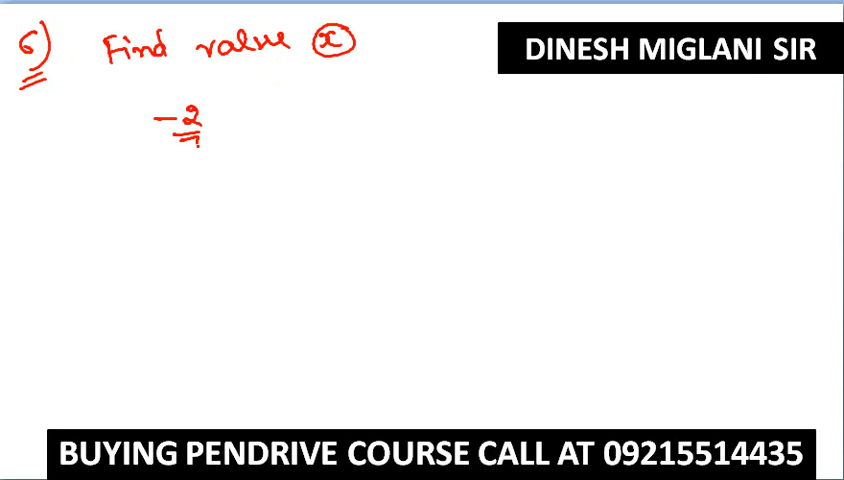 6) Find value x
DINESH MIGLANI SIR
-2
BUYING PENDRIVE COURSE CALL AT 09215514435